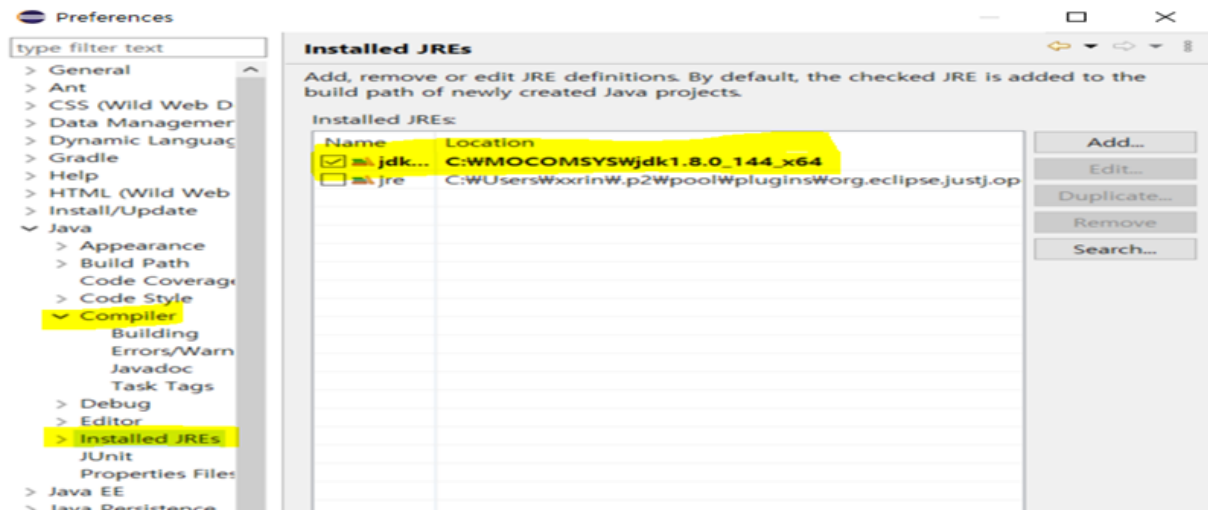 Preferences
type filter text
General
Ant
CSS (Wild Web D
Data Managemer
Dynamic Languag
Gradle
Help
HTML (Wild Web
Install/Update
Java
Appearance
Build Path
Code Coverage
Code Style
Compiler
Building
Errors/Warn
Javadoc
Task Tags
Debug
Editor
Installed JREs
JUnit
Properties Files
Java EE
Java Persistence
Installed JREs
Add, remove or edit JRE definitions. By default, the checked JRE is added to the
build path of newly created Java projects.
Installed JREs:
Name Location
jdk... C:₩MOCOMSYS₩jdk1.8.0_144_x64
jre C:₩Users₩xxrin₩.p2₩pool₩plugins₩org.eclipse.justj.op
Add...
Edit...
Duplicate...
Remove
Search...